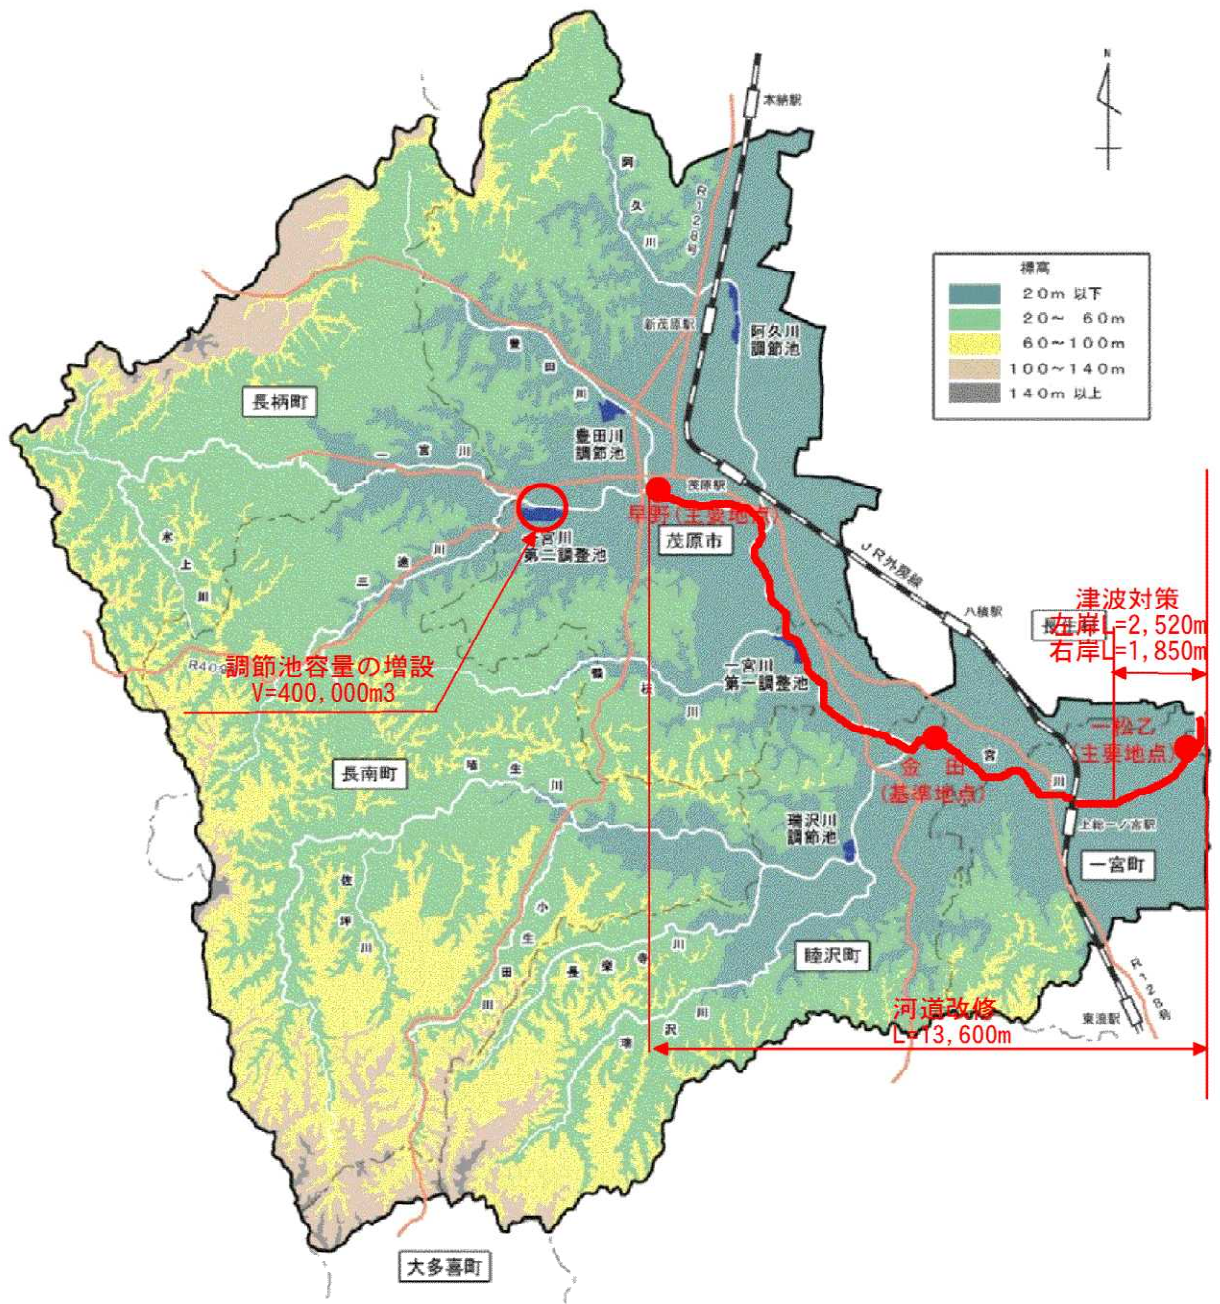 N
本納駅
阿久川
R128号
標高
20m 以下
20~ 60m
60~100m
100~140m
140m 以上
新茂原駅
阿久川
調節池
豊田川
長柄町
豊田川
調節池
一宮川
茂原駅
早野(主要地点)
茂原市
一宮川
第二調整池
水上川
三途川
JR外房線
八積駅
津波対策
左岸L=2,520m
右岸L=1,850m
R409
調節池容量の増設
V=400,000m3
一宮川
第一調整池
鶴枝川
一松乙
(主要地点)
宮川
金田
(基準地点)
長南町
埴生川
瑞沢川
調節池
上総一ノ宮駅
一宮町
佐坪川
小生田川
長楽寺川
睦沢町
瑞沢川
R128号
河道改修
L=13,600m
東浪駅
大多喜町